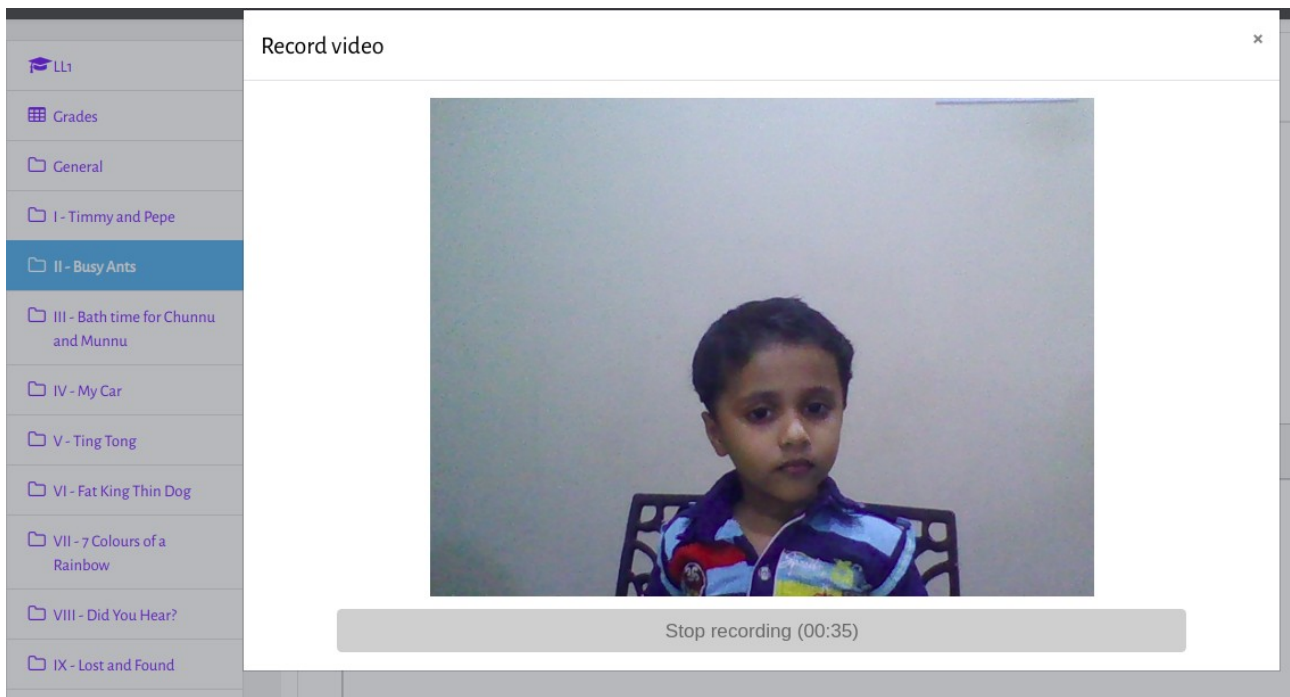 Record video
×
LL1
Grades
General
I - Timmy and Pepe
II - Busy Ants
III - Bath time for Chunnu
and Munnu
IV - My Car
V - Ting Tong
VI - Fat King Thin Dog
VII - 7 Colours of a
Rainbow
VIII - Did You Hear?
IX - Lost and Found
Stop recording (00:35)